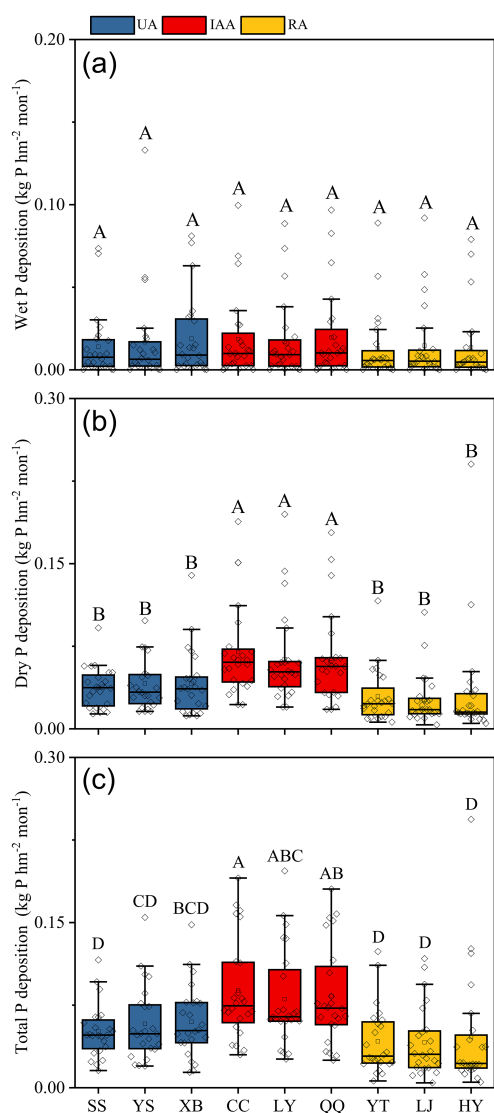 UA IAA RA
(a)
Wet P deposition (kg P hm⁻² mon⁻¹)
0.20
0.10
0.00
A A A A A A A A A
(b)
Dry P deposition (kg P hm⁻² mon⁻¹)
0.30
0.15
0.00
B B B A A A B B B
(c)
Total P deposition (kg P hm⁻² mon⁻¹)
0.30
0.15
0.00
D CD BCD A ABC AB D D D
SS YS XB CC LY QQ YT LJ HY